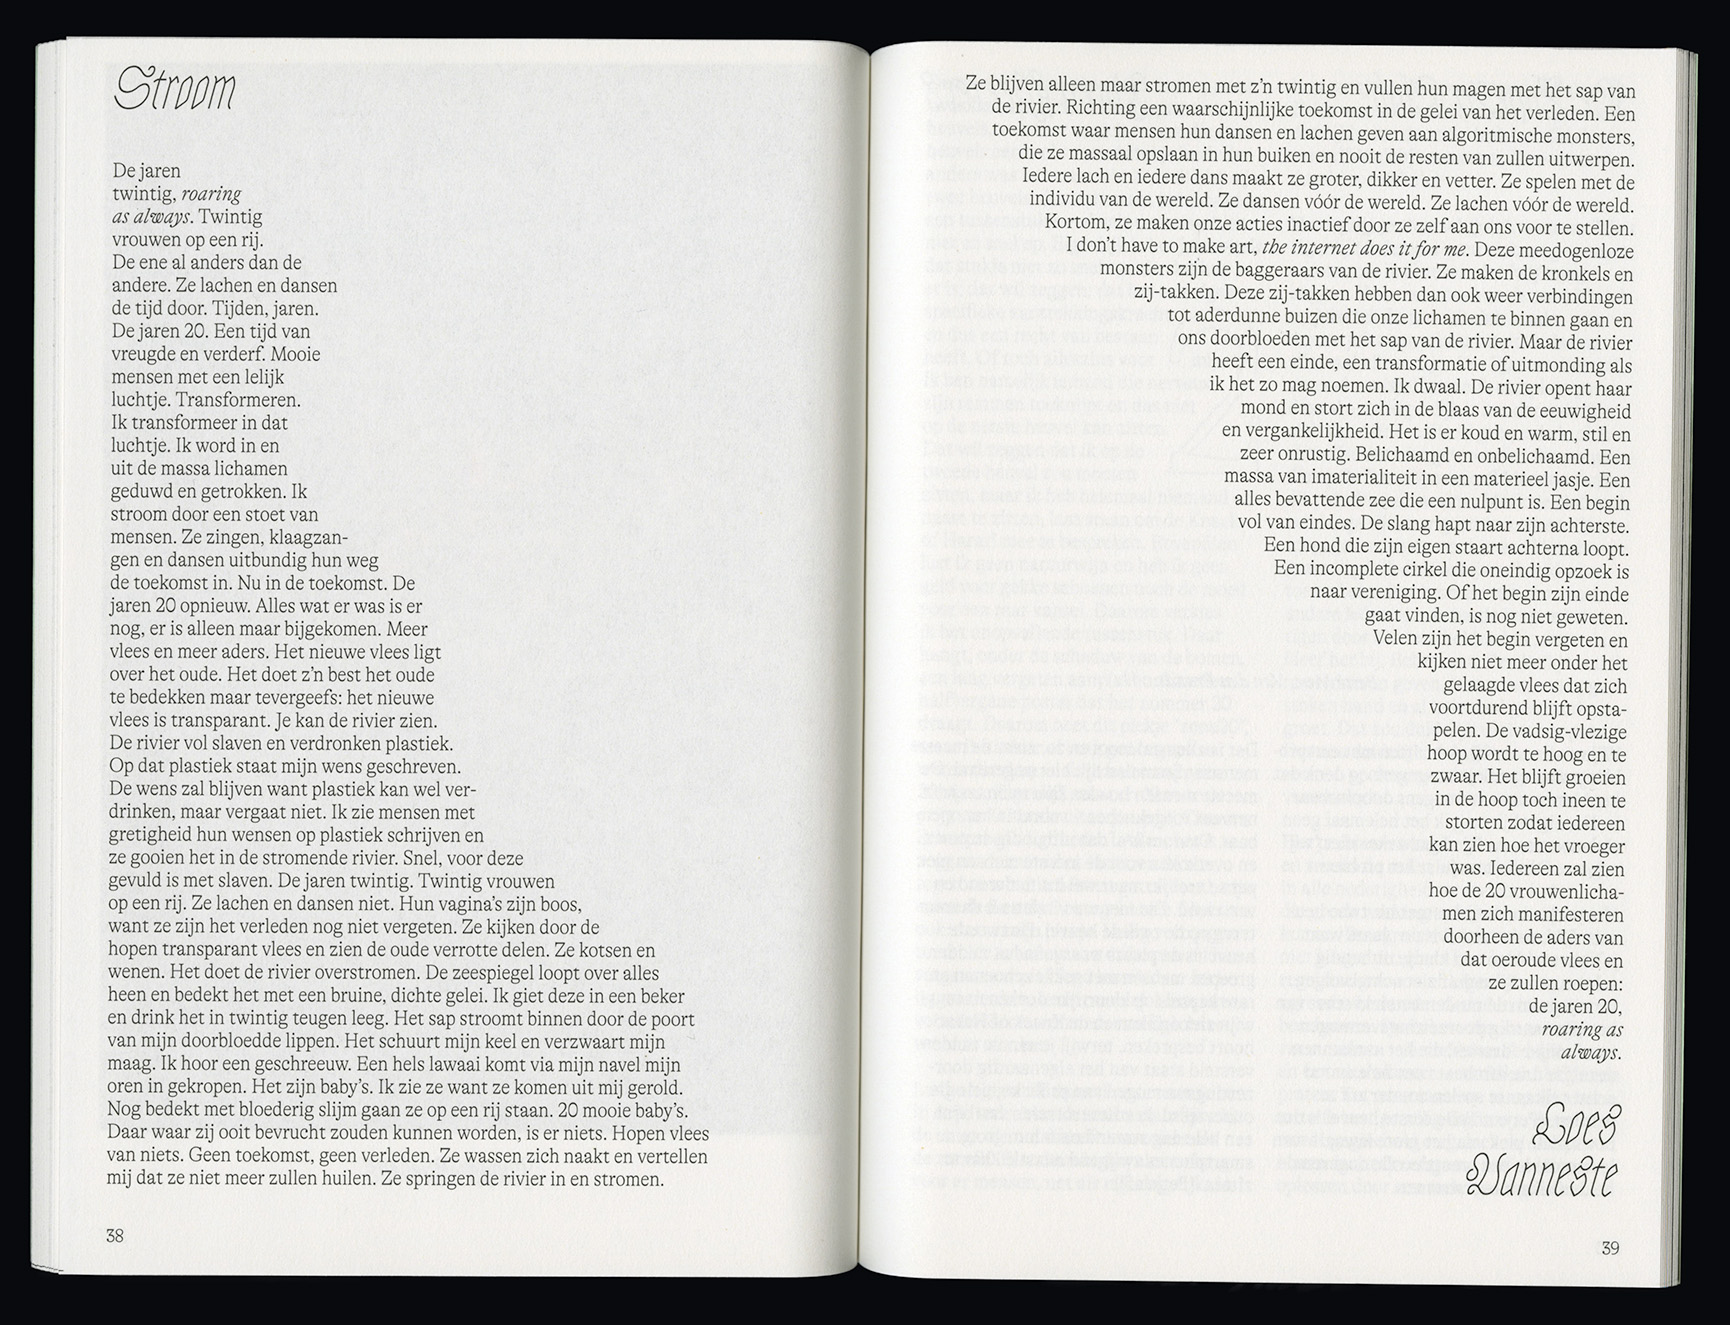 Stroom
De jaren
twintig, roaring
as always. Twintig
vrouwen op een rij.
De ene al anders dan de
andere. Ze lachen en dansen
de tijd door. Tijden, jaren.
De jaren 20. Een tijd van
vreugde en verderf. Mooie
mensen met een lelijk
luchtje. Transformeren.
Ik transformeer in dat
luchtje. Ik word in en
uit de massa lichamen
geduwd en getrokken. Ik
stroom door een stoet van
mensen. Ze zingen, klaagzan-
gen en dansen uitbundig hun weg
de toekomst in. Nu in de toekomst. De
jaren 20 opnieuw. Alles wat er was is er
nog, er is alleen maar bijgekomen. Meer
vlees en meer aders. Het nieuwe vlees ligt
over het oude. Het doet z'n best het oude
te bedekken maar tevergeefs: het nieuwe
vlees is transparant. Je kan de rivier zien.
De rivier vol slaven en verdronken plastiek.
Op dat plastiek staat mijn wens geschreven.
De wens zal blijven want plastiek kan wel ver-
drinken, maar vergaat niet. Ik zie mensen met
gretigheid hun wensen op plastiek schrijven en
ze gooien het in de stromende rivier. Snel, voor deze
gevuld is met slaven. De jaren twintig. Twintig vrouwen
op een rij. Ze lachen en dansen niet. Hun vagina's zijn boos,
want ze zijn het verleden nog niet vergeten. Ze kijken door de
hopen transparant vlees en zien de oude verrotte delen. Ze kotsen en
wenen. Het doet de rivier overstromen. De zeespiegel loopt over alles
heen en bedekt het met een bruine, dichte gelei. Ik giet deze in een beker
en drink het in twintig teugen leeg. Het sap stroomt binnen door de poort
van mijn doorbloedde lippen. Het schuurt mijn keel en verzwaart mijn
maag. Ik hoor een geschreeuw. Een hels lawaai komt via mijn navel mijn
oren in gekropen. Het zijn baby's. Ik zie ze want ze komen uit mij gerold.
Nog bedekt met bloederig slijm gaan ze op een rij staan. 20 mooie baby's.
Daar waar zij ooit bevrucht zouden kunnen worden, is er niets. Hopen vlees
van niets. Geen toekomst, geen verleden. Ze wassen zich naakt en vertellen
mij dat ze niet meer zullen huilen. Ze springen de rivier in en stromen.
38
Ze blijven alleen maar stromen met z'n twintig en vullen hun magen met het sap van
de rivier. Richting een waarschijnlijke toekomst in de gelei van het verleden. Een
toekomst waar mensen hun dansen en lachen geven aan algoritmische monsters,
die ze massaal opslaan in hun buiken en nooit de resten van zullen uitwerpen.
Iedere lach en iedere dans maakt ze groter, dikker en vetter. Ze spelen met de
individu van de wereld. Ze dansen vóór de wereld. Ze lachen vóór de wereld.
Kortom, ze maken onze acties inactief door ze zelf aan ons voor te stellen.
I don't have to make art, the internet does it for me. Deze meedogenloze
monsters zijn de baggeraars van de rivier. Ze maken de kronkels en
zij-takken. Deze zij-takken hebben dan ook weer verbindingen
tot aderdunne buizen die onze lichamen te binnen gaan en
ons doorbloeden met het sap van de rivier. Maar de rivier
heeft een einde, een transformatie of uitmonding als
ik het zo mag noemen. Ik dwaal. De rivier opent haar
mond en stort zich in de blaas van de eeuwigheid
en vergankelijkheid. Het is er koud en warm, stil en
zeer onrustig. Belichaamd en onbelichaamd. Een
massa van imaterialiteit in een materieel jasje. Een
alles bevattende zee die een nulpunt is. Een begin
vol van eindes. De slang hapt naar zijn achterste.
Een hond die zijn eigen staart achterna loopt.
Een incomplete cirkel die oneindig opzoek is
naar vereniging. Of het begin zijn einde
gaat vinden, is nog niet geweten.
Velen zijn het begin vergeten en
kijken niet meer onder het
gelaagde vlees dat zich
voortdurend blijft opsta-
pelen. De vadsig-vlezige
hoop wordt te hoog en te
zwaar. Het blijft groeien
in de hoop toch ineen te
storten zodat iedereen
kan zien hoe het vroeger
was. Iedereen zal zien
hoe de 20 vrouwenlicha-
men zich manifesteren
doorheen de aders van
dat oeroude vlees en
ze zullen roepen:
de jaren 20,
roaring as
always.
Loes
Vanneste
39